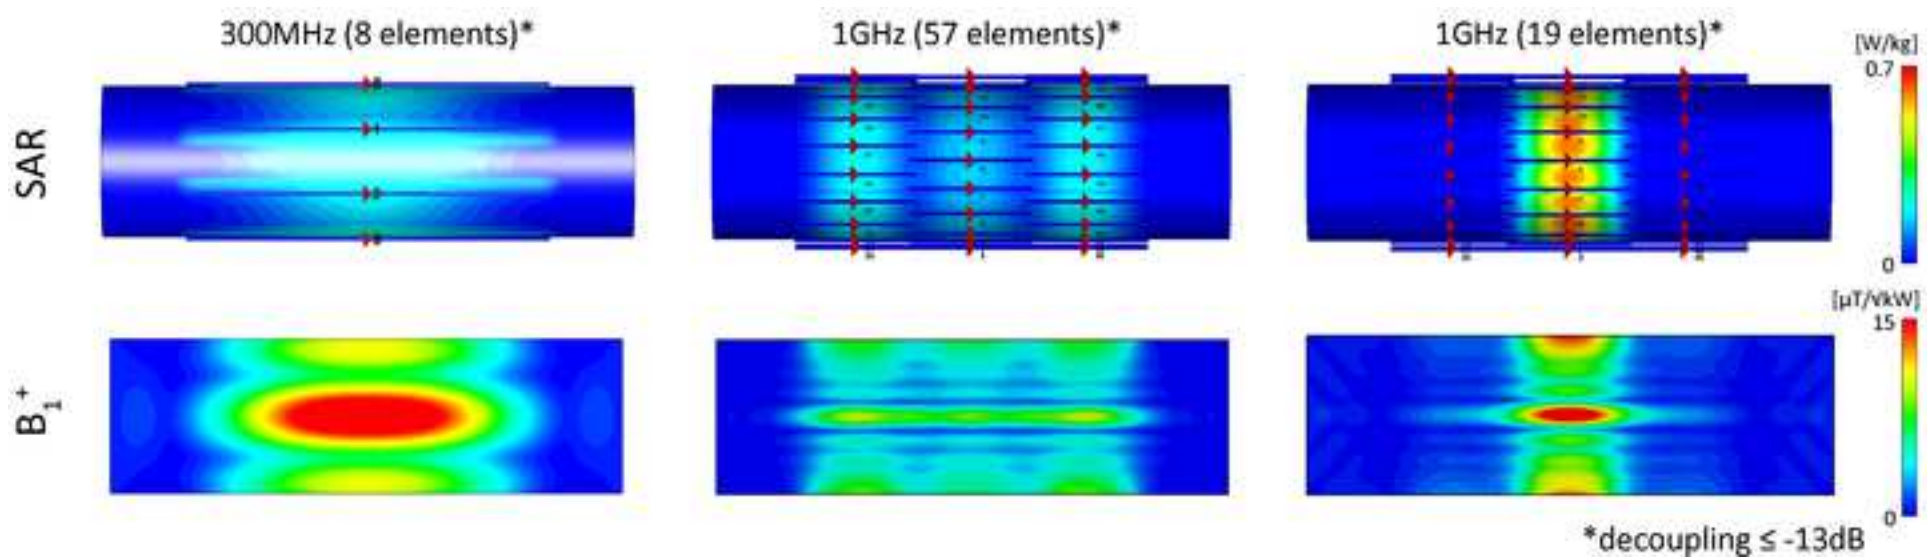 300MHz (8 elements)*
1GHz (57 elements)*
1GHz (19 elements)*
[W/kg]
0.7
0
SAR
[µT/√kW]
15
0
B₁⁺
*decoupling ≤ -13dB